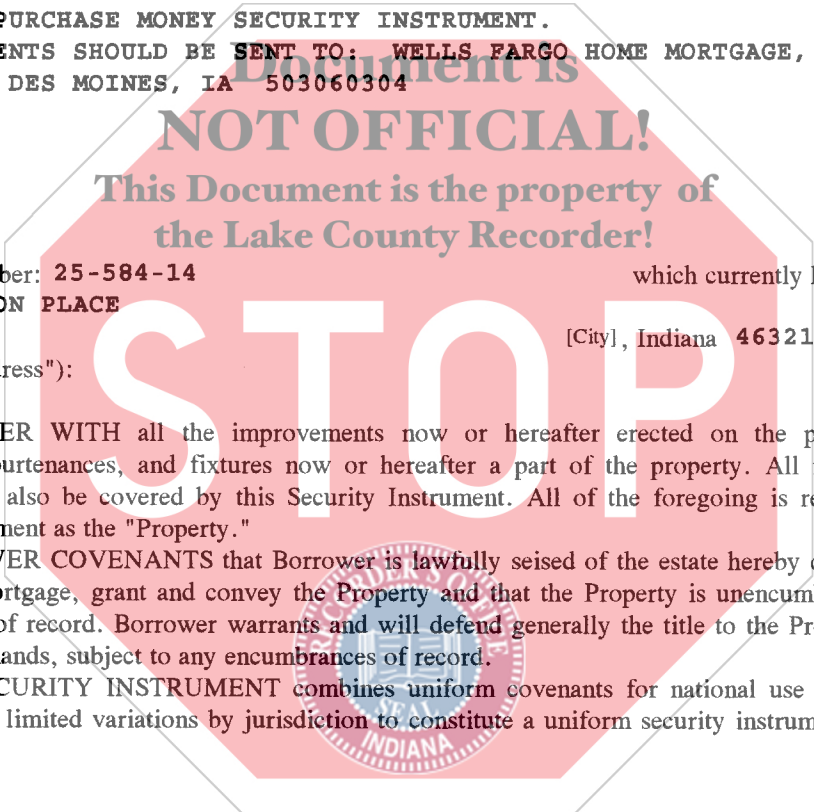 PURCHASE MONEY SECURITY INSTRUMENT.
ENTS SHOULD BE SENT TO: WELLS FARGO HOME MORTGAGE,
DES MOINES, IA 503060304
Document is
NOT OFFICIAL!
This Document is the property of
the Lake County Recorder!
ber: 25-584-14 which currently
ON PLACE
[City], Indiana 46321
ress"):
STOP
ER WITH all the improvements now or hereafter erected on the p
urtenances, and fixtures now or hereafter a part of the property. All
also be covered by this Security Instrument. All of the foregoing is re
ment as the "Property."
VER COVENANTS that Borrower is lawfully seised of the estate hereby
ortgage, grant and convey the Property and that the Property is unencum
of record. Borrower warrants and will defend generally the title to the Pr
ands, subject to any encumbrances of record.
CURITY INSTRUMENT combines uniform covenants for national use
limited variations by jurisdiction to constitute a uniform security instrum
RECORDER'S OFFICE
SEAL
INDIANA